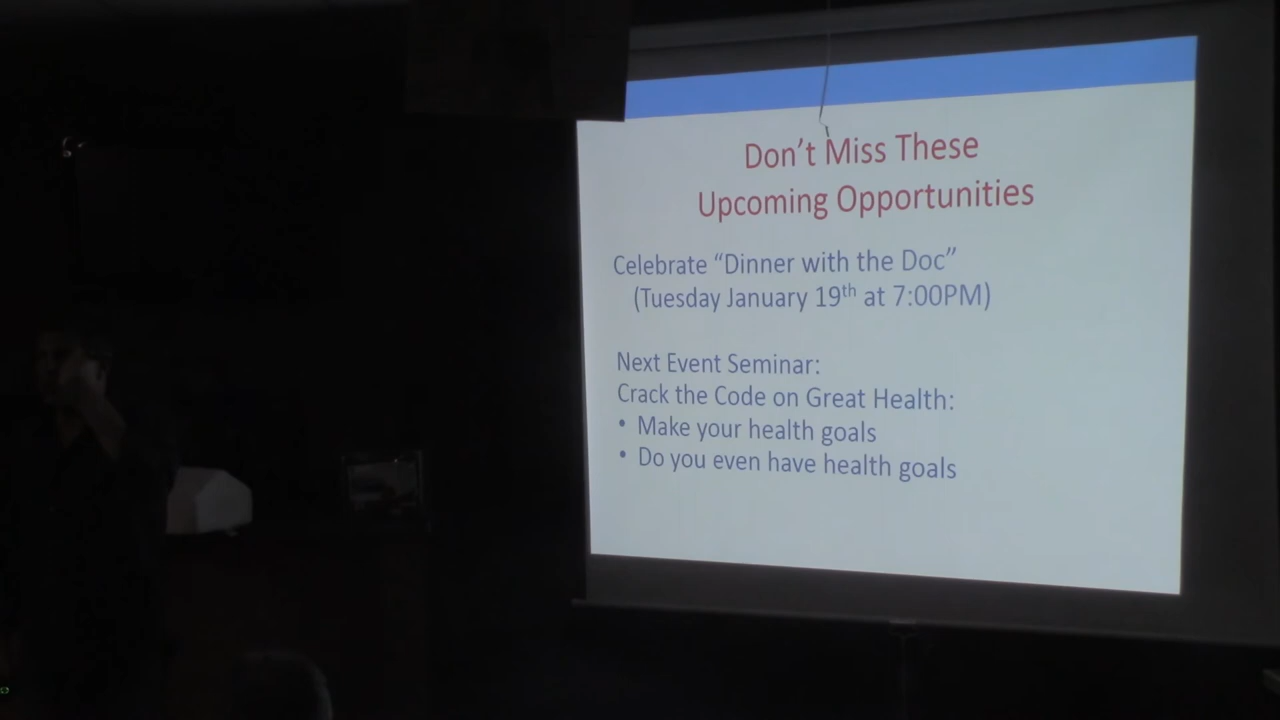 Don't Miss These
Upcoming Opportunities
Celebrate “Dinner with the Doc”
(Tuesday January 19th at 7:00PM)
Next Event Seminar:
Crack the Code on Great Health:
• Make your health goals
• Do you even have health goals